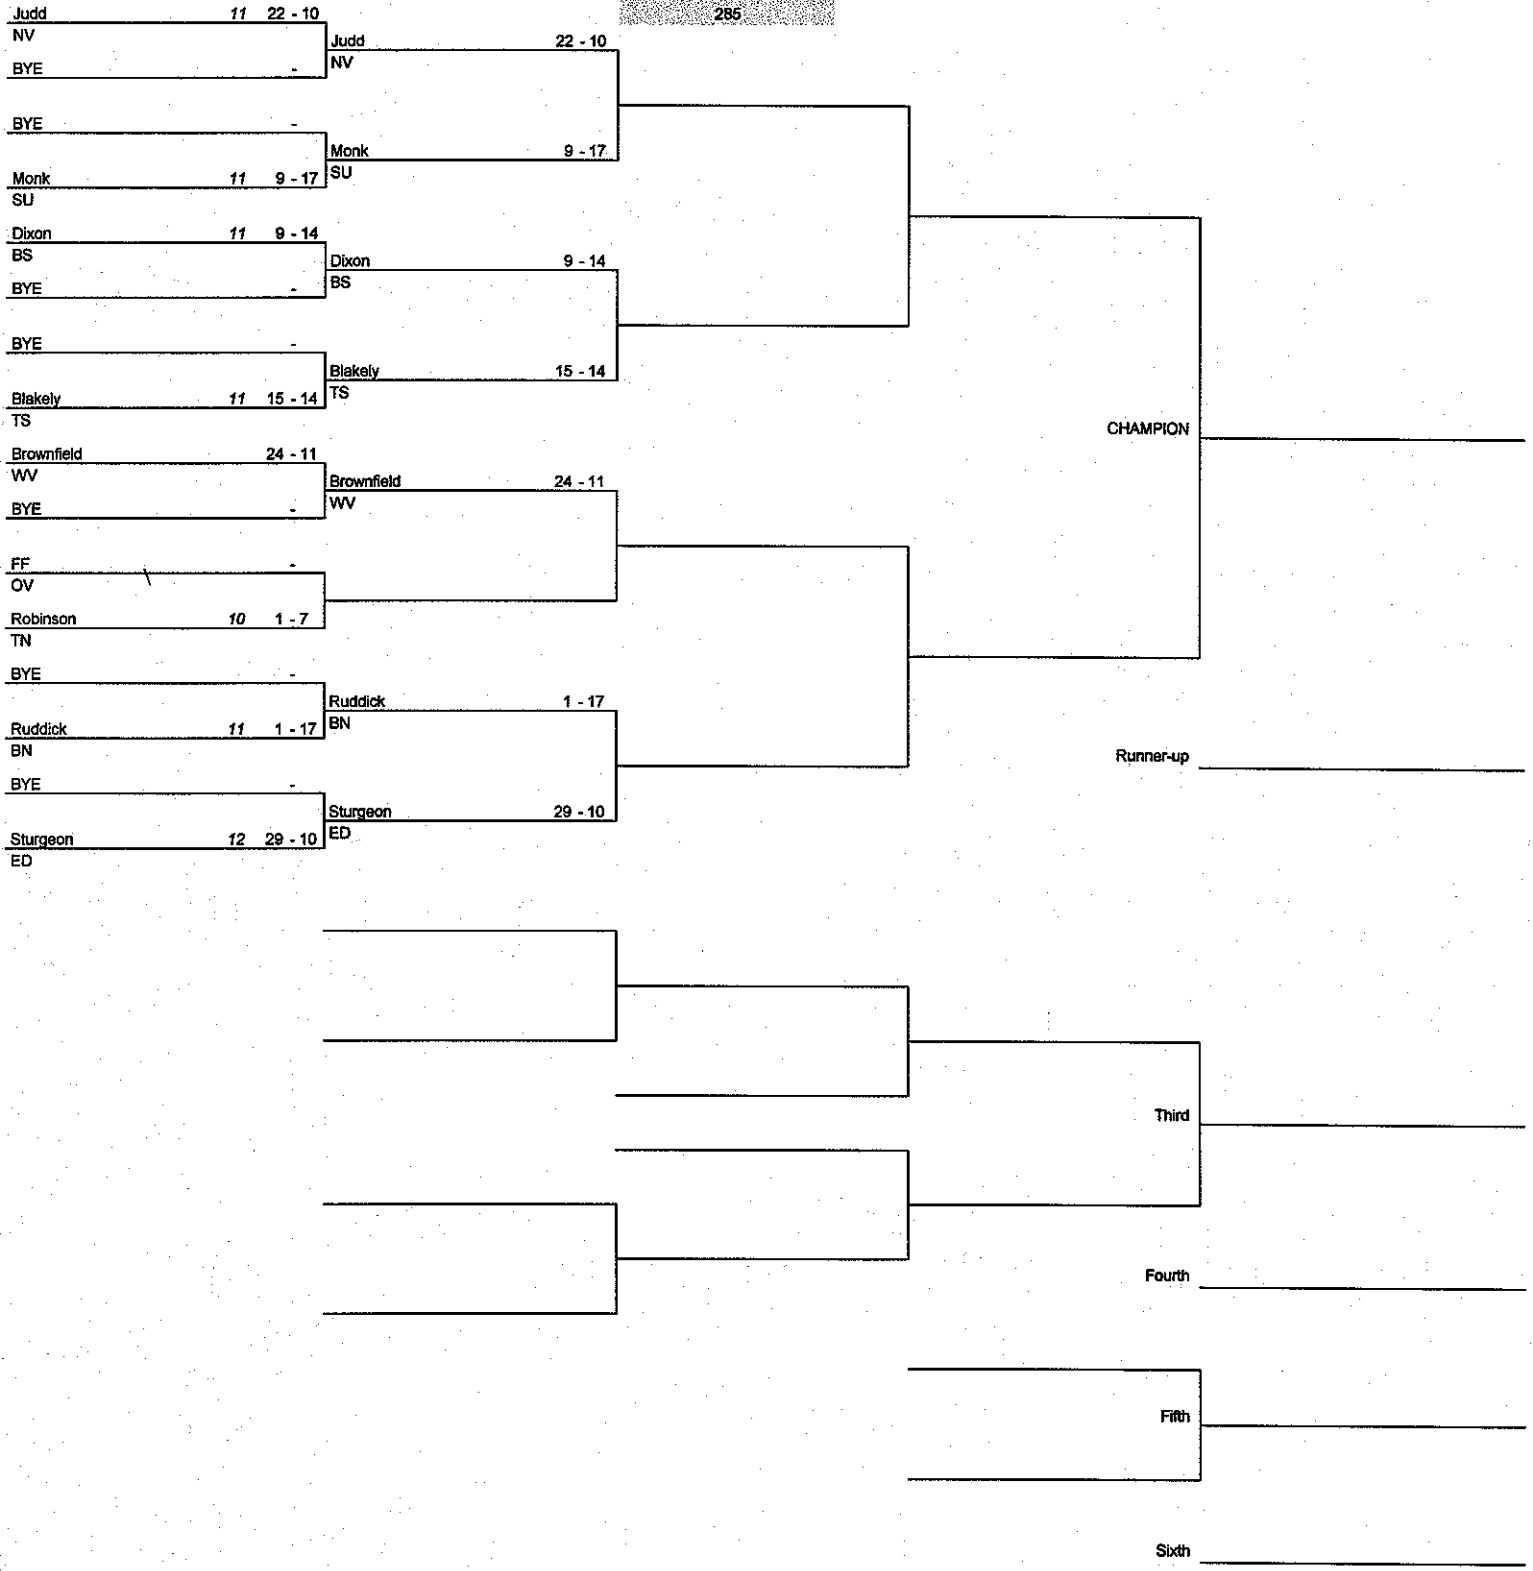 285
Judd 11 22 - 10
NV
BYE -
Judd 22 - 10
NV
BYE -
Monk 11 9 - 17
SU
Monk 9 - 17
SU
Dixon 11 9 - 14
BS
BYE -
Dixon 9 - 14
BS
BYE -
Blakely 11 15 - 14
TS
Blakely 15 - 14
TS
Brownfield 24 - 11
WV
BYE -
Brownfield 24 - 11
WV
FF -
OV
Robinson 10 1 - 7
TN
BYE -
Ruddick 11 1 - 17
BN
Ruddick 1 - 17
BN
BYE -
Sturgeon 12 29 - 10
ED
Sturgeon 29 - 10
ED
CHAMPION
Runner-up
Third
Fourth
Fifth
Sixth